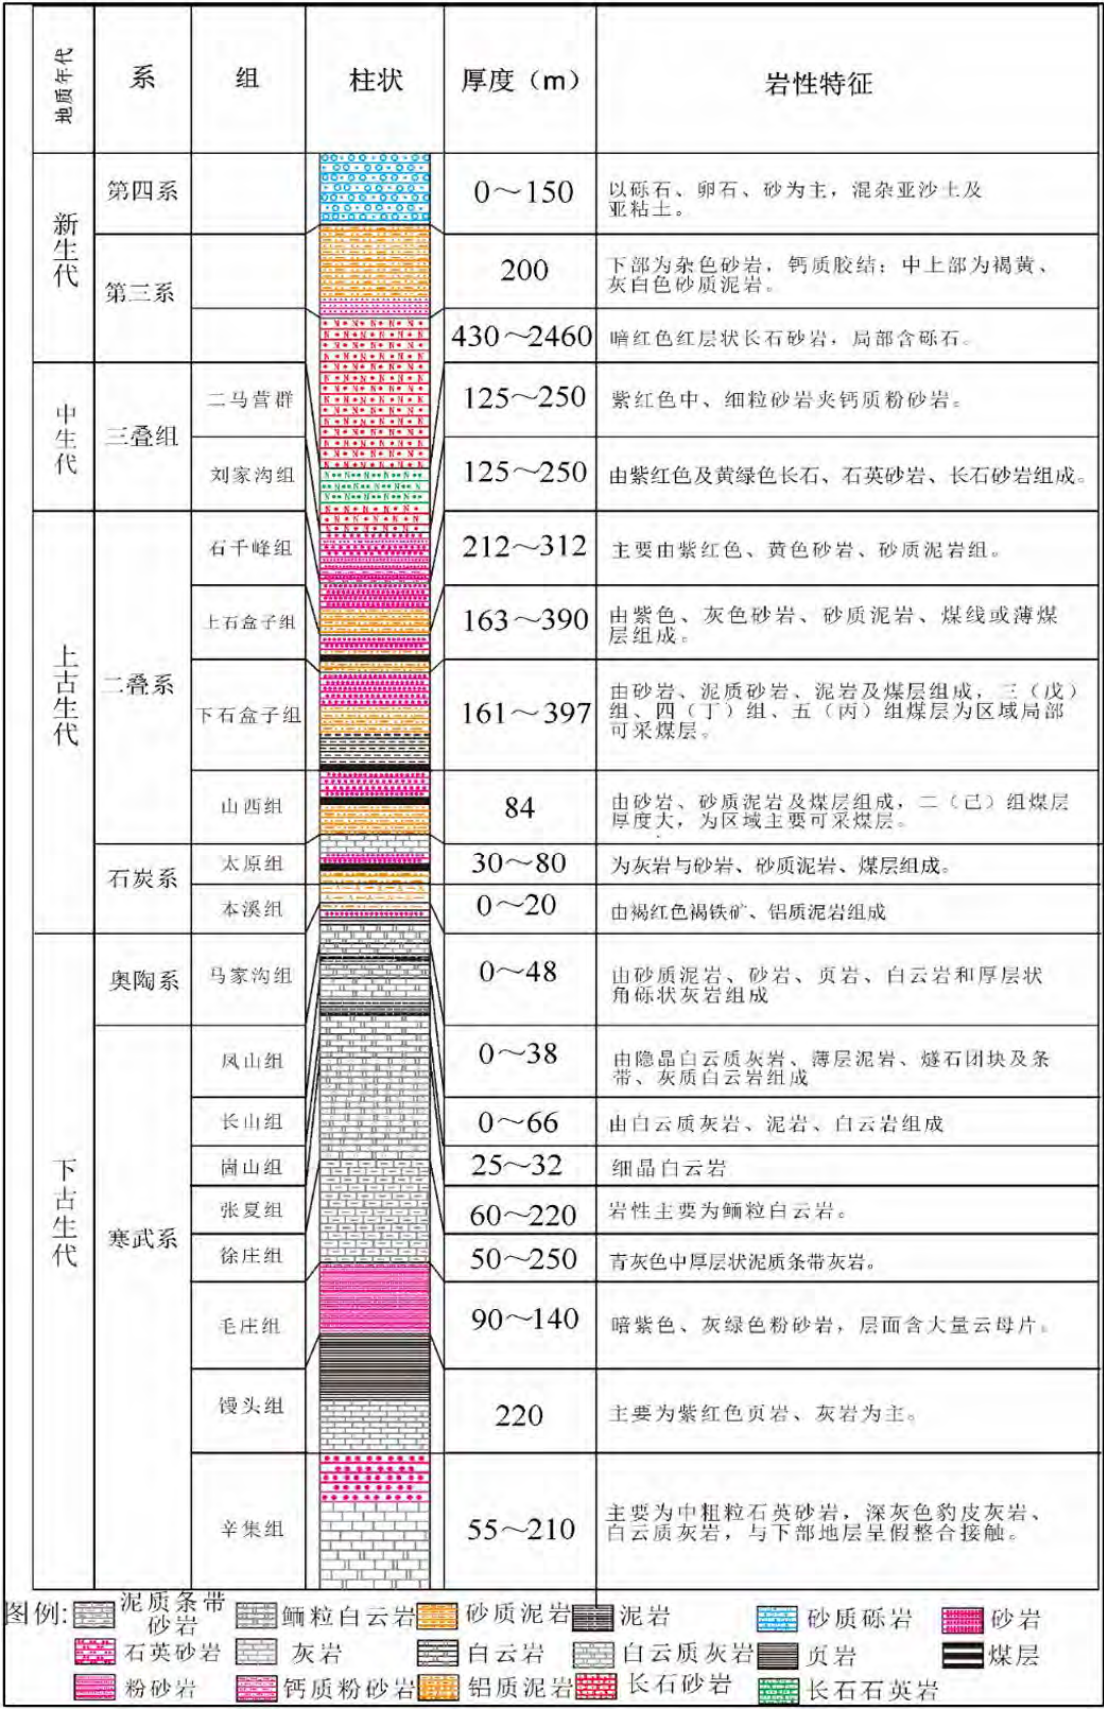 地质年代 系 组 柱状 厚度（m） 岩性特征
新生代
第四系 0～150 以砾石、卵石、砂为主，混杂亚沙土及
亚粘土。
第三系 200 下部为杂色砂岩，钙质胶结；中上部为褐黄、
灰白色砂质泥岩。
430～2460 暗红色红层状长石砂岩，局部含砾石。
中生代
三叠组
二马营群 125～250 紫红色中、细粒砂岩夹钙质粉砂岩。
刘家沟组 125～250 由紫红色及黄绿色长石、石英砂岩、长石砂岩组成。
上古生代
二叠系
石千峰组 212～312 主要由紫红色、黄色砂岩、砂质泥岩组。
上石盒子组 163～390 由紫色、灰色砂岩、砂质泥岩、煤线或薄煤
层组成。
下石盒子组 161～397 由砂岩、泥质砂岩、泥岩及煤层组成，三（戊）
组、四（丁）组、五（丙）组煤层为区域局部
可采煤层。
山西组 84 由砂岩、砂质泥岩及煤层组成，二（己）组煤层
厚度大，为区域主要可采煤层。
石炭系
太原组 30～80 为灰岩与砂岩、砂质泥岩、煤层组成。
本溪组 0～20 由褐红色褐铁矿、铝质泥岩组成
下古生代
奥陶系 马家沟组 0～48 由砂质泥岩、砂岩、页岩、白云岩和厚层状
角砾状灰岩组成
寒武系
凤山组 0～38 由隐晶白云质灰岩、薄层泥岩、燧石团块及条
带、灰质白云岩组成
长山组 0～66 由白云质灰岩、泥岩、白云岩组成
崮山组 25～32 细晶白云岩
张夏组 60～220 岩性主要为鲕粒白云岩。
徐庄组 50～250 青灰色中厚层状泥质条带灰岩。
毛庄组 90～140 暗紫色、灰绿色粉砂岩，层面含大量云母片。
馒头组 220 主要为紫红色页岩、灰岩为主。
辛集组 55～210 主要为中粗粒石英砂岩，深灰色豹皮灰岩、
白云质灰岩，与下部地层呈假整合接触。
图例: 泥质条带
砂岩 鲕粒白云岩 砂质泥岩 泥岩 砂质砾岩 砂岩
石英砂岩 灰岩 白云岩 白云质灰岩 页岩 煤层
粉砂岩 钙质粉砂岩 铝质泥岩 长石砂岩 长石石英岩